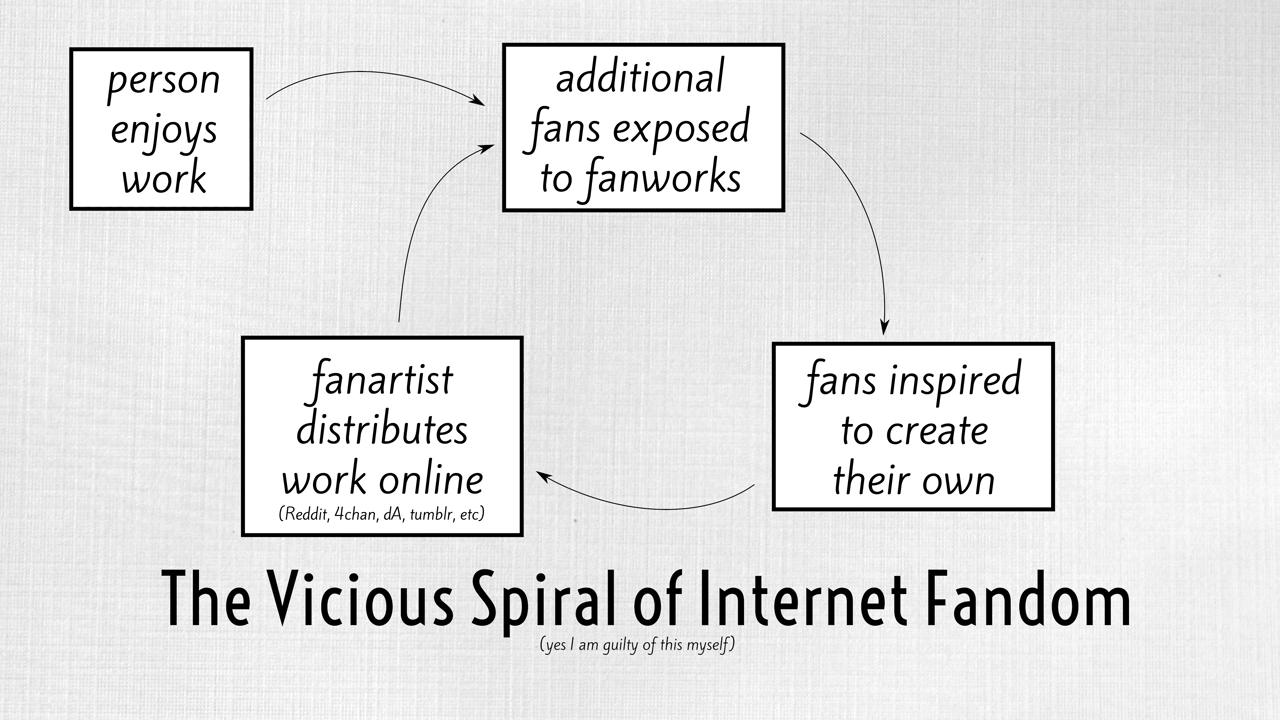 person
enjoys
work
additional
fans exposed
to fanworks
fans inspired
to create
their own
fanartist
distributes
work online
(Reddit, 4chan, dA, tumblr, etc)
The Vicious Spiral of Internet Fandom
(yes I am guilty of this myself)